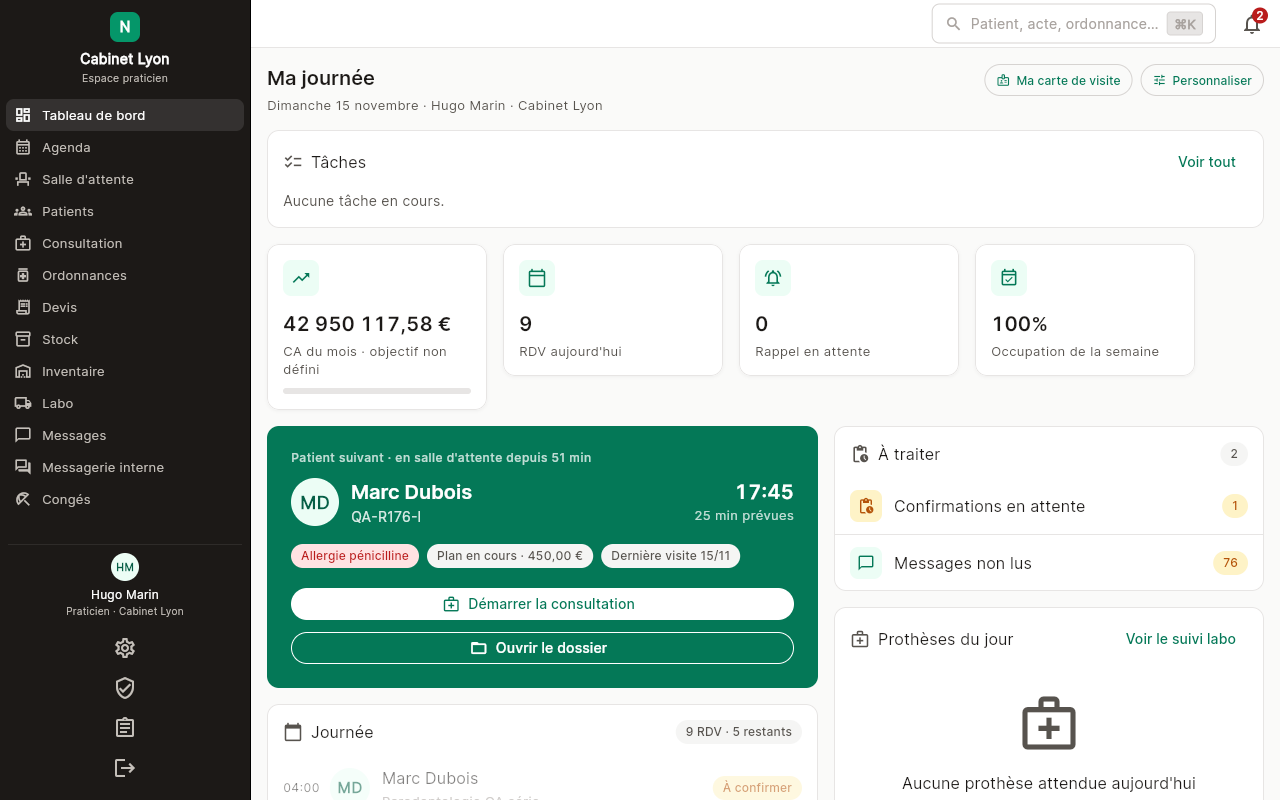 N
Cabinet Lyon
Espace praticien
Tableau de bord
Agenda
Salle d'attente
Patients
Consultation
Ordonnances
Devis
Stock
Inventaire
Labo
Messages
Messagerie interne
Congés
HM
Hugo Marin
Praticien · Cabinet Lyon
Patient, acte, ordonnance... ⌘K
2
Ma journée
Dimanche 15 novembre · Hugo Marin · Cabinet Lyon
Ma carte de visite
Personnaliser
Tâches
Voir tout
Aucune tâche en cours.
42 950 117,58 €
CA du mois · objectif non
défini
9
RDV aujourd'hui
0
Rappel en attente
100%
Occupation de la semaine
Patient suivant · en salle d'attente depuis 51 min
MD
Marc Dubois
QA-R176-I
17:45
25 min prévues
Allergie pénicilline
Plan en cours · 450,00 €
Dernière visite 15/11
Démarrer la consultation
Ouvrir le dossier
Journée
9 RDV · 5 restants
04:00
MD
Marc Dubois
À confirmer
À traiter
2
Confirmations en attente
1
Messages non lus
76
Prothèses du jour
Voir le suivi labo
Aucune prothèse attendue aujourd'hui